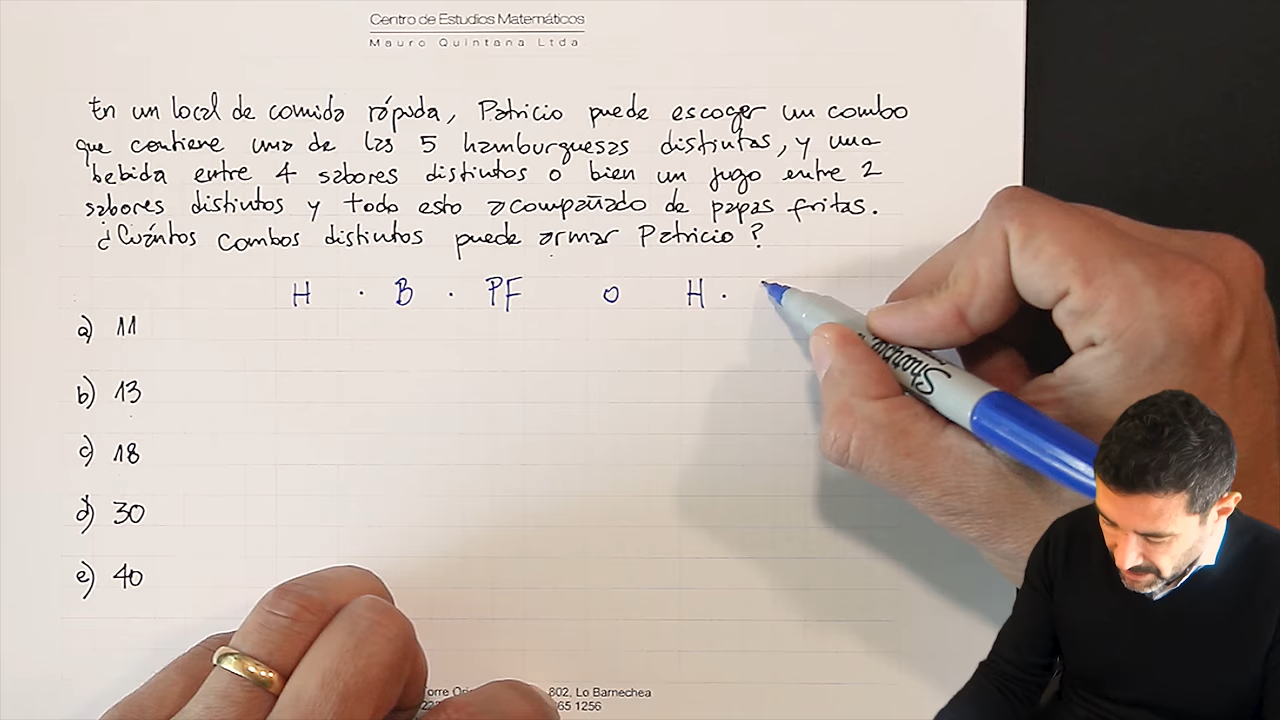 Centro de Estudios Matemáticos
Mauro Quintana Ltda
En un local de comida rápida, Patricio puede escoger un combo
que contiene una de las 5 hamburguesas distintas, y una
bebida entre 4 sabores distintos o bien un jugo entre 2
sabores distintos y todo esto acompañado de papas fritas.
¿Cuántos combos distintos puede armar Patricio?
H · B · PF o H ·
a) 11
b) 13
c) 18
d) 30
e) 40
Sharpie
802, Lo Barnechea
65 1256